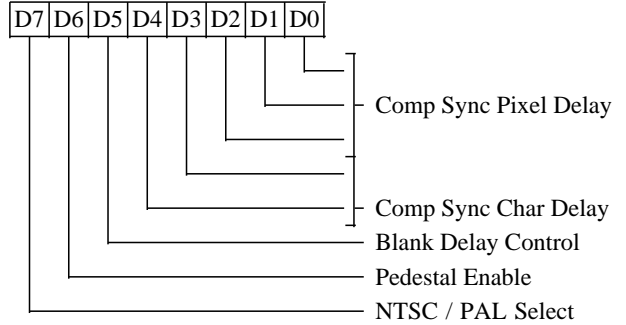 D7 D6 D5 D4 D3 D2 D1 D0
Comp Sync Pixel Delay
Comp Sync Char Delay
Blank Delay Control
Pedestal Enable
NTSC / PAL Select